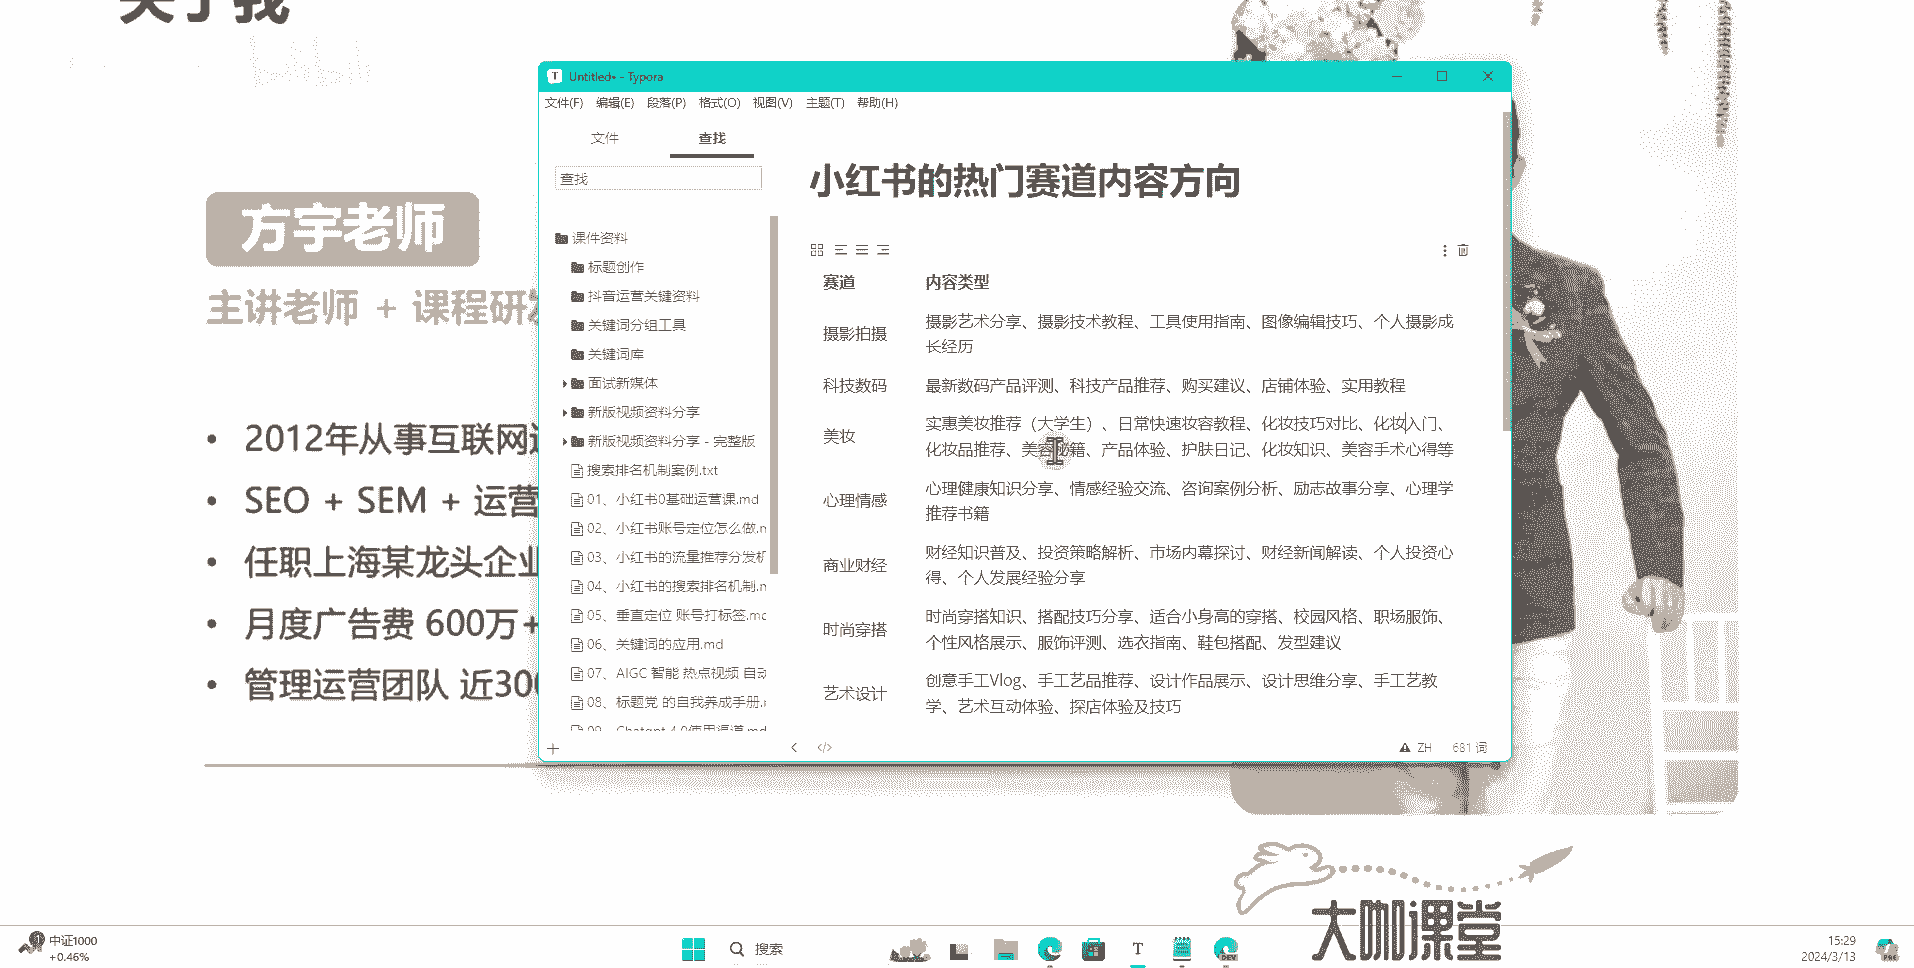 关于我
bilibili
方宇老师
主讲老师 + 课程研发
• 2012年从事互联网
• SEO + SEM + 运营
• 任职上海某龙头企业
• 月度广告费 600万+
• 管理运营团队 近300
Untitled• - Typora
文件(F) 编辑(E) 段落(P) 格式(O) 视图(V) 主题(T) 帮助(H)
文件 查找
查找
课件资料
标题创作
抖音运营关键资料
关键词分组工具
关键词库
面试新媒体
新版视频资料分享
新版视频资料分享 - 完整版
搜索排名机制案例.txt
01、小红书0基础运营课.md
02、小红书账号定位怎么做.m
03、小红书的流量推荐分发机
04、小红书的搜索排名机制.m
05、垂直定位 账号打标签.mc
06、关键词的应用.md
07、AIGC 智能 热点视频 自动
08、标题党 的自我养成手册.
09、Chatgpt 4.0使用渠道.md
小红书的热门赛道内容方向
赛道 内容类型
摄影拍摄 摄影艺术分享、摄影技术教程、工具使用指南、图像编辑技巧、个人摄影成
长经历
科技数码 最新数码产品评测、科技产品推荐、购买建议、店铺体验、实用教程
美妆 实惠美妆推荐（大学生）、日常快速妆容教程、化妆技巧对比、化妆入门、
化妆品推荐、美容秘籍、产品体验、护肤日记、化妆知识、美容手术心得等
心理情感 心理健康知识分享、情感经验交流、咨询案例分析、励志故事分享、心理学
推荐书籍
商业财经 财经知识普及、投资策略解析、市场内幕探讨、财经新闻解读、个人投资心
得、个人发展经验分享
时尚穿搭 时尚穿搭知识、搭配技巧分享、适合小身高的穿搭、校园风格、职场服饰、
个性风格展示、服饰评测、选衣指南、鞋包搭配、发型建议
艺术设计 创意手工Vlog、手工艺品推荐、设计作品展示、设计思维分享、手工艺教
学、艺术互动体验、探店体验及技巧
ZH 681 词
大咖课堂
中证1000
+0.46%
搜索
DEV
15:29
2024/3/13
PRE